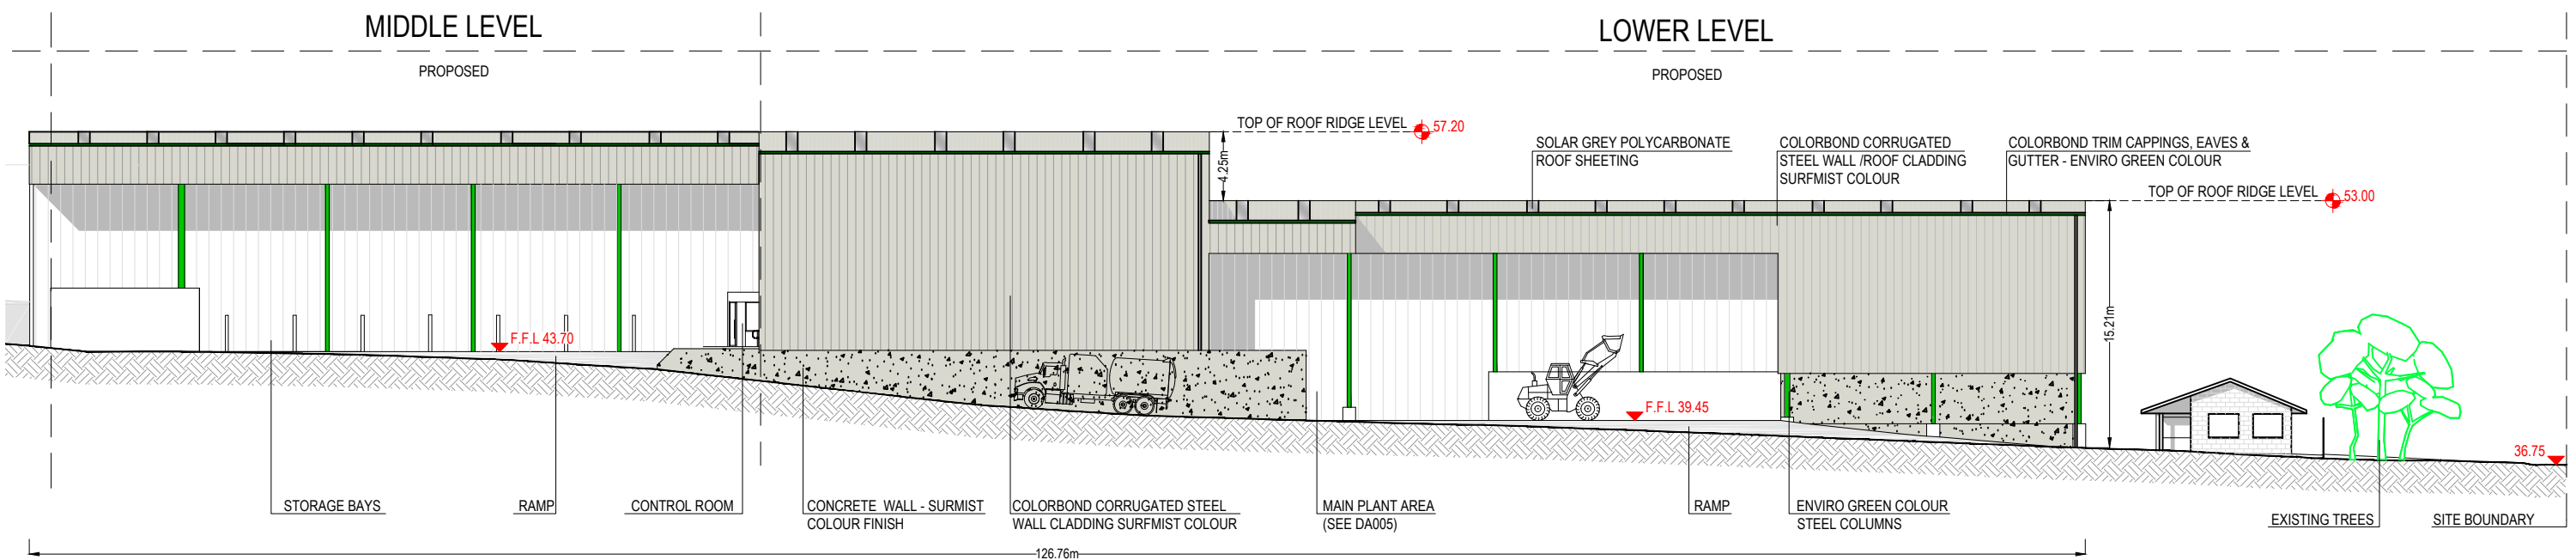 MIDDLE LEVEL
LOWER LEVEL
PROPOSED
PROPOSED
TOP OF ROOF RIDGE LEVEL
57.20
4.25m
SOLAR GREY POLYCARBONATE
ROOF SHEETING
COLORBOND CORRUGATED
STEEL WALL /ROOF CLADDING
SURFMIST COLOUR
COLORBOND TRIM CAPPINGS, EAVES &
GUTTER - ENVIRO GREEN COLOUR
TOP OF ROOF RIDGE LEVEL
53.00
15.21m
F.F.L 43.70
F.F.L 39.45
36.75
STORAGE BAYS
RAMP
CONTROL ROOM
CONCRETE WALL - SURMIST
COLOUR FINISH
COLORBOND CORRUGATED STEEL
WALL CLADDING SURFMIST COLOUR
MAIN PLANT AREA
(SEE DA005)
RAMP
ENVIRO GREEN COLOUR
STEEL COLUMNS
EXISTING TREES
SITE BOUNDARY
126.76m